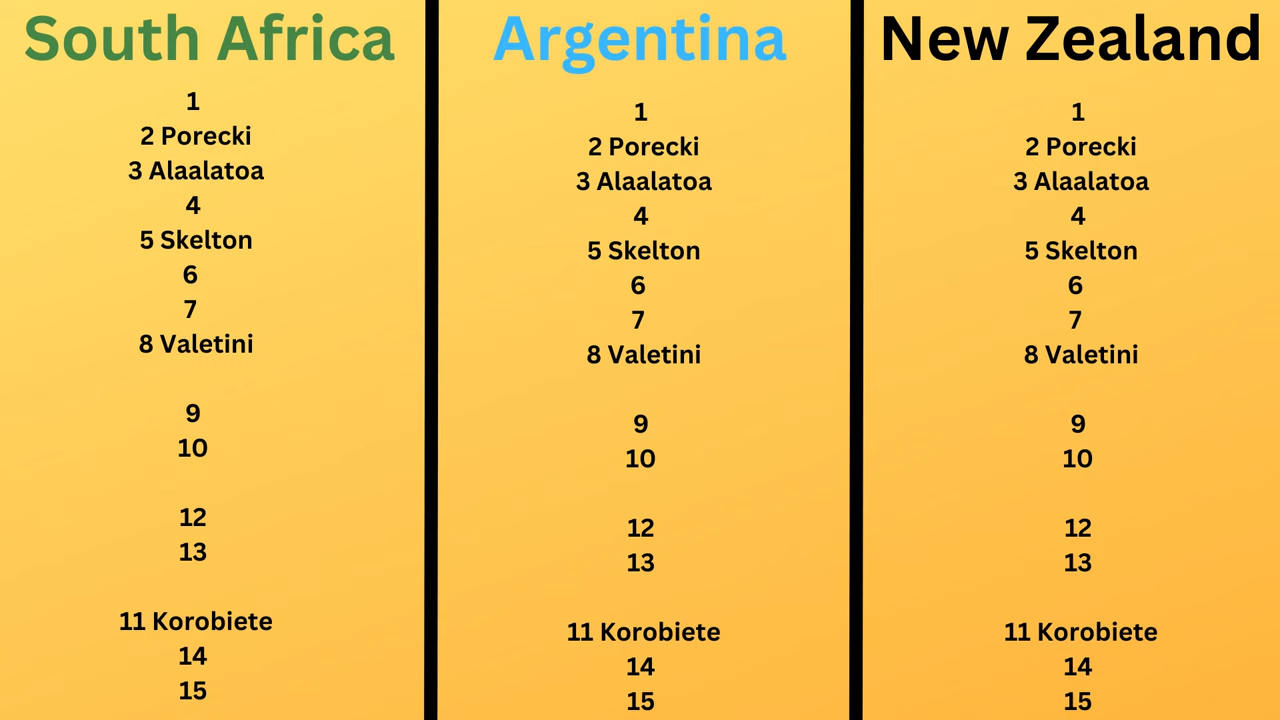 South Africa
1
2 Porecki
3 Alaalatoa
4
5 Skelton
6
7
8 Valetini
9
10
12
13
11 Korobiete
14
15
Argentina
1
2 Porecki
3 Alaalatoa
4
5 Skelton
6
7
8 Valetini
9
10
12
13
11 Korobiete
14
15
New Zealand
1
2 Porecki
3 Alaalatoa
4
5 Skelton
6
7
8 Valetini
9
10
12
13
11 Korobiete
14
15